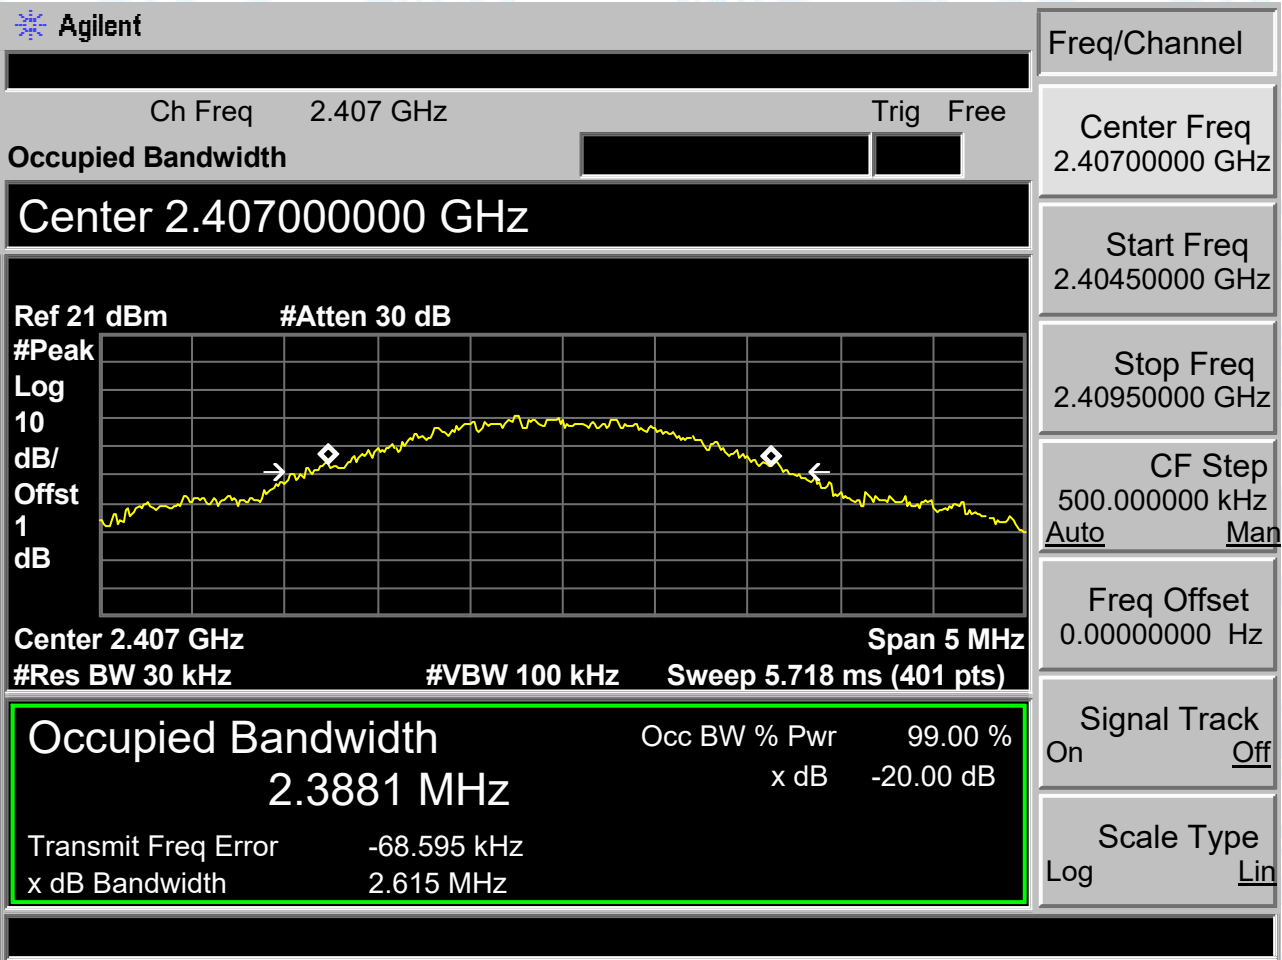 Agilent
Freq/Channel
Ch Freq 2.407 GHz Trig Free
Occupied Bandwidth
Center 2.407000000 GHz
Ref 21 dBm #Atten 30 dB
#Peak
Log
10
dB/
Offst
1
dB
Center 2.407 GHz Span 5 MHz
#Res BW 30 kHz #VBW 100 kHz Sweep 5.718 ms (401 pts)
Occupied Bandwidth
2.3881 MHz
Occ BW % Pwr 99.00 %
x dB -20.00 dB
Transmit Freq Error -68.595 kHz
x dB Bandwidth 2.615 MHz
Center Freq
2.40700000 GHz
Start Freq
2.40450000 GHz
Stop Freq
2.40950000 GHz
CF Step
500.000000 kHz
Auto Man
Freq Offset
0.00000000 Hz
Signal Track
On Off
Scale Type
Log Lin